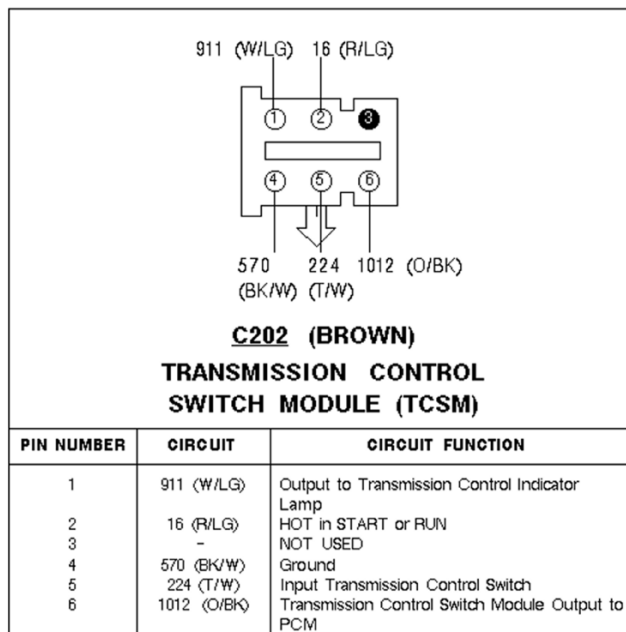 911 (W/LG) 16 (R/LG)
1 2 3
4 5 6
570 224 1012 (O/BK)
(BK/W) (T/W)
C202 (BROWN)
TRANSMISSION CONTROL
SWITCH MODULE (TCSM)
PIN NUMBER CIRCUIT CIRCUIT FUNCTION
1 911 (W/LG) Output to Transmission Control Indicator
Lamp
2 16 (R/LG) HOT in START or RUN
3 - NOT USED
4 570 (BK/W) Ground
5 224 (T/W) Input Transmission Control Switch
6 1012 (O/BK) Transmission Control Switch Module Output to
PCM